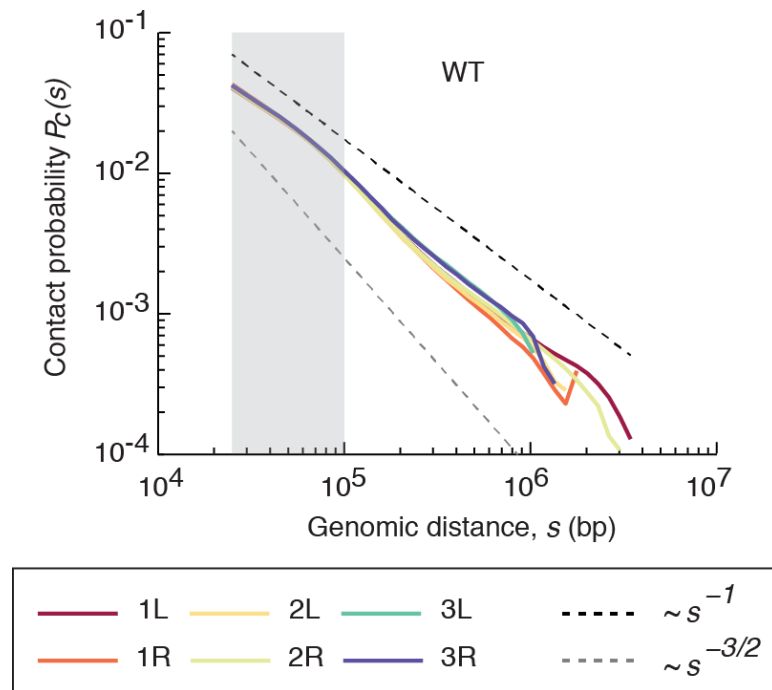 WT
Contact probability P_C(s)
10^-1
10^-2
10^-3
10^-4
10^4 10^5 10^6 10^7
Genomic distance, s (bp)
1L 2L 3L ~s^-1
1R 2R 3R ~s^-3/2